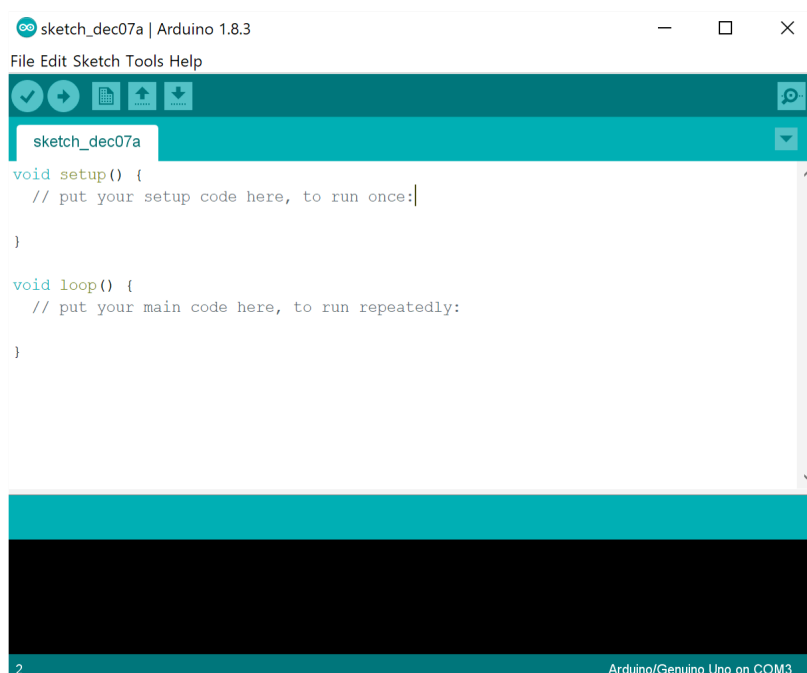 sketch_dec07a | Arduino 1.8.3
File Edit Sketch Tools Help
sketch_dec07a
void setup() {
  // put your setup code here, to run once:

}

void loop() {
  // put your main code here, to run repeatedly:

}
2
Arduino/Genuino Uno on COM3